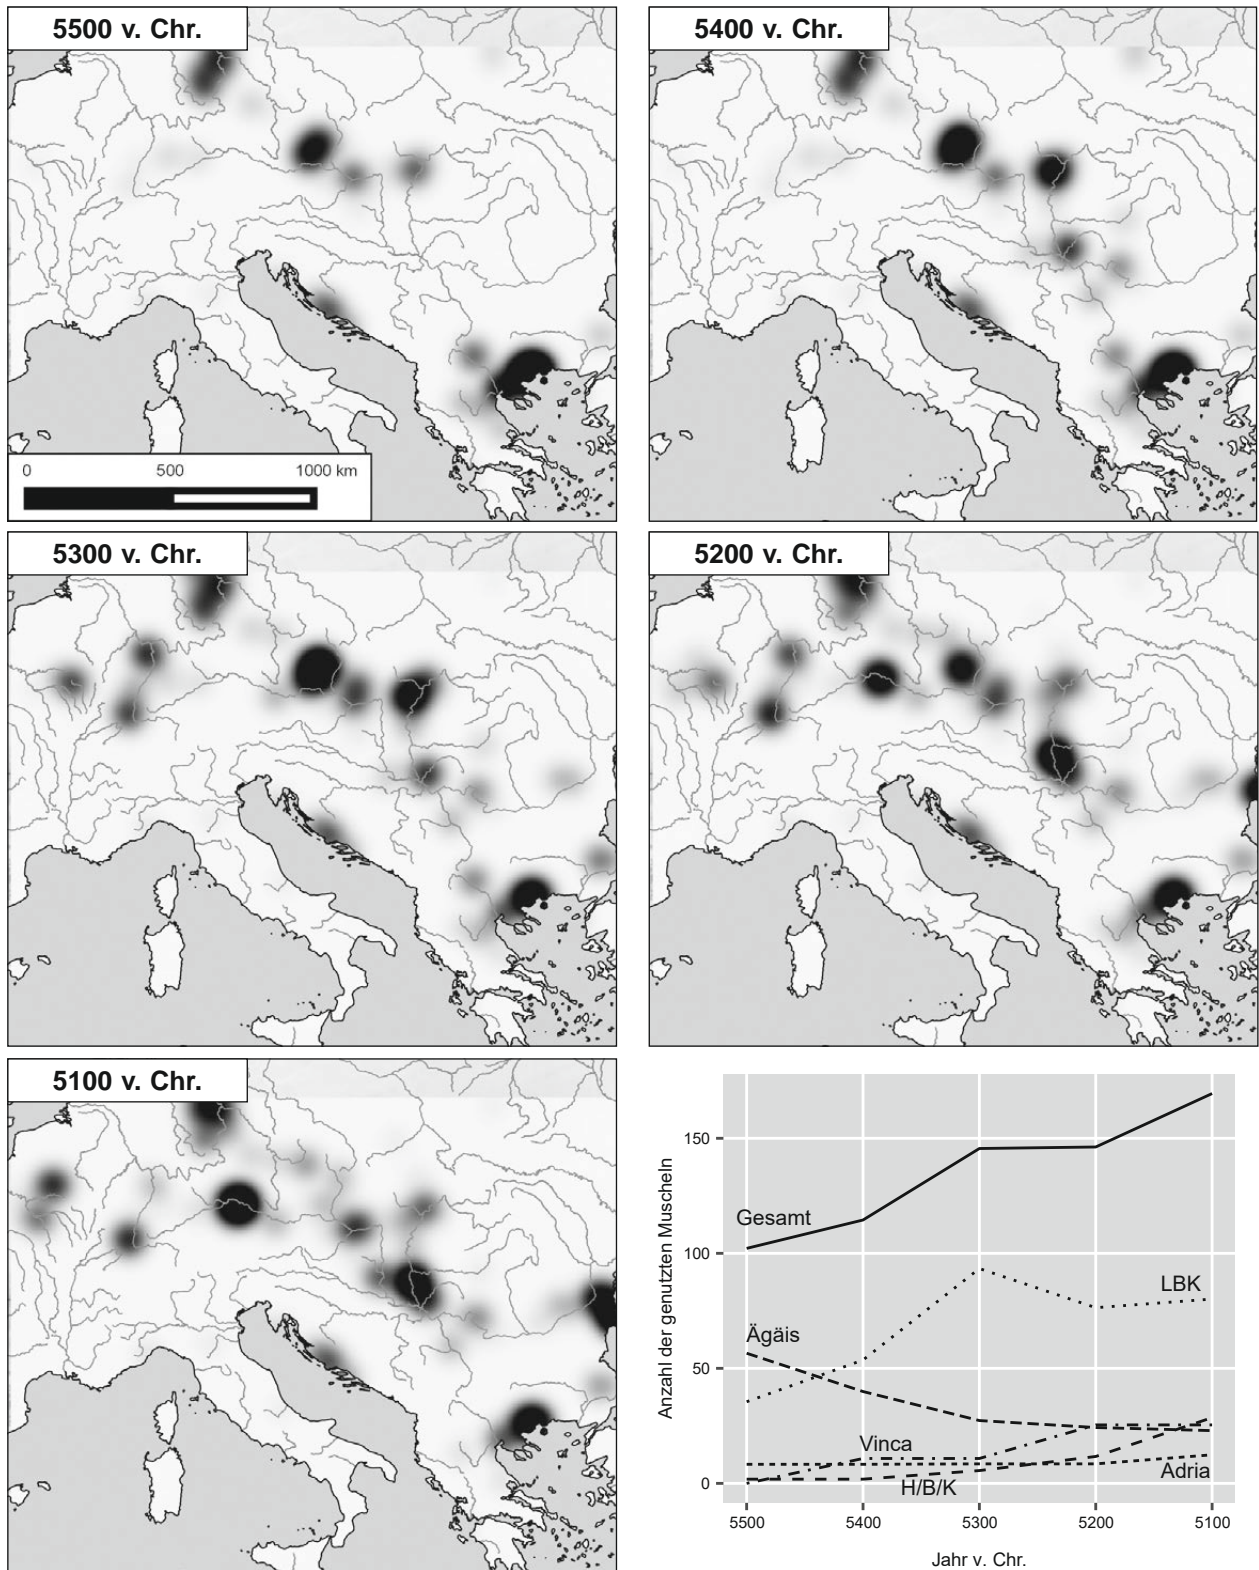 5500 v. Chr.
5400 v. Chr.
0 500 1000 km
5300 v. Chr.
5200 v. Chr.
5100 v. Chr.
Anzahl der genutzten Muscheln
150
100
50
0
Gesamt
LBK
Ägäis
Vinca
Adria
H/B/K
5500 5400 5300 5200 5100
Jahr v. Chr.